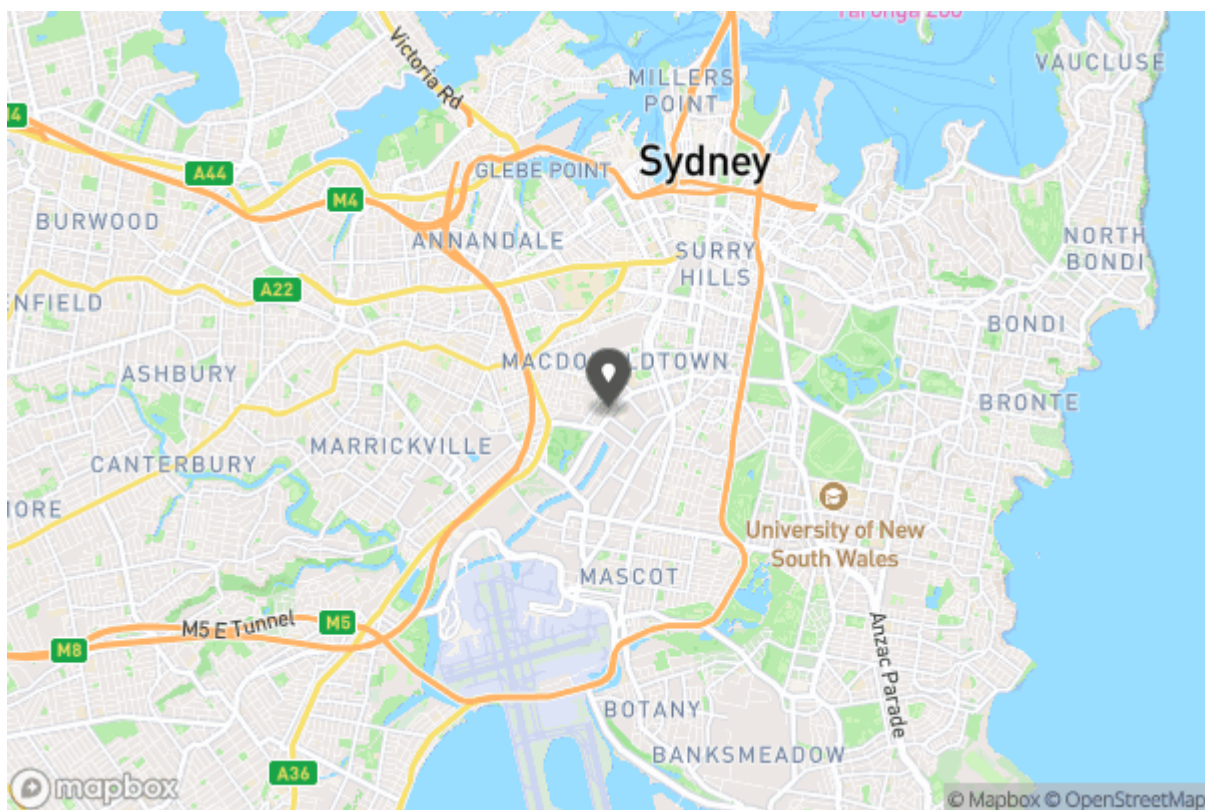 Taronga Zoo
VAUCLUSE
Victoria Rd
MILLERS
POINT
A44
GLEBE POINT
Sydney
M4
BURWOOD
ANNANDALE
SURRY
HILLS
NORTH
BONDI
A22
ENFIELD
BONDI
MACDO
LDTOWN
ASHBURY
BRONTE
MARRICKVILLE
CANTERBURY
MORE
University of New
South Wales
MASCOT
M5 E Tunnel
M5
M8
Anzac Parade
BOTANY
BANKSMEADOW
A36
mapbox
© Mapbox © OpenStreetMap